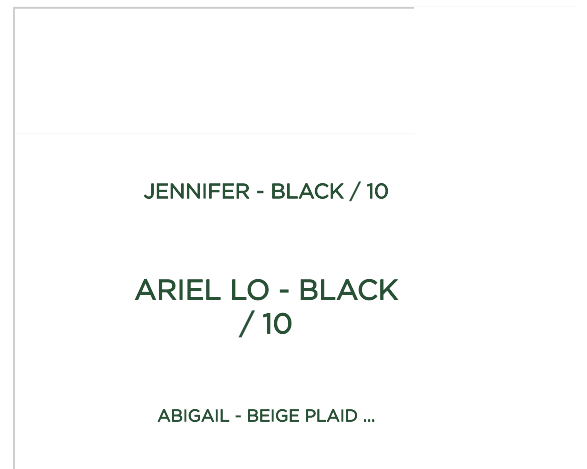 JENNIFER - BLACK / 10
ARIEL LO - BLACK
/ 10
ABIGAIL - BEIGE PLAID ...